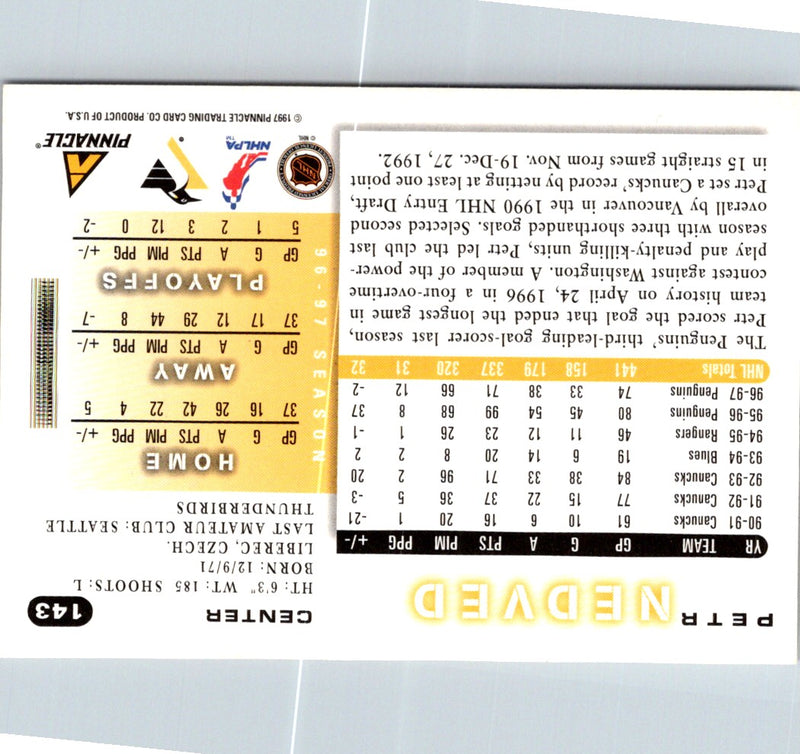 PETR NEDVED
CENTER
143
HT: 6'3" WT: 185 SHOOTS: L
BORN: 12/9/71
LIBEREC, CZECH.
LAST AMATEUR CLUB: SEATTLE
THUNDERBIRDS
YR TEAM GP G A PTS PIM PPG +/-
90-91 Canucks 61 10 6 16 20 1 -21
91-92 Canucks 77 15 22 37 36 5 -3
92-93 Canucks 84 38 33 71 96 2 20
93-94 Blues 19 6 14 20 8 2 2
94-95 Rangers 46 11 12 23 26 1 -1
95-96 Penguins 80 45 54 99 68 8 37
96-97 Penguins 74 33 38 71 66 12 -2
NHL Totals 441 158 179 337 320 31 32
The Penguins' third-leading goal-scorer last season,
Petr scored the goal that ended the longest game in
team history on April 24, 1996 in a four-overtime
contest against Washington. A member of the power-
play and penalty-killing units, Petr led the club last
season with three shorthanded goals. Selected second
overall by Vancouver in the 1990 NHL Entry Draft,
Petr set a Canucks' record by netting at least one point
in 15 straight games from Nov. 19-Dec. 27, 1992.
96-97 SEASON
HOME
GP G A PTS PIM PPG +/-
37 16 26 42 22 4 5
AWAY
GP G A PTS PIM PPG +/-
37 17 12 29 44 8 -7
PLAYOFFS
GP G A PTS PIM PPG +/-
5 1 2 3 12 0 -2
NHL
© NHL
NHLPA
TM
PINNACLE®
© 1997 PINNACLE TRADING CARD CO. PRODUCT OF U.S.A.